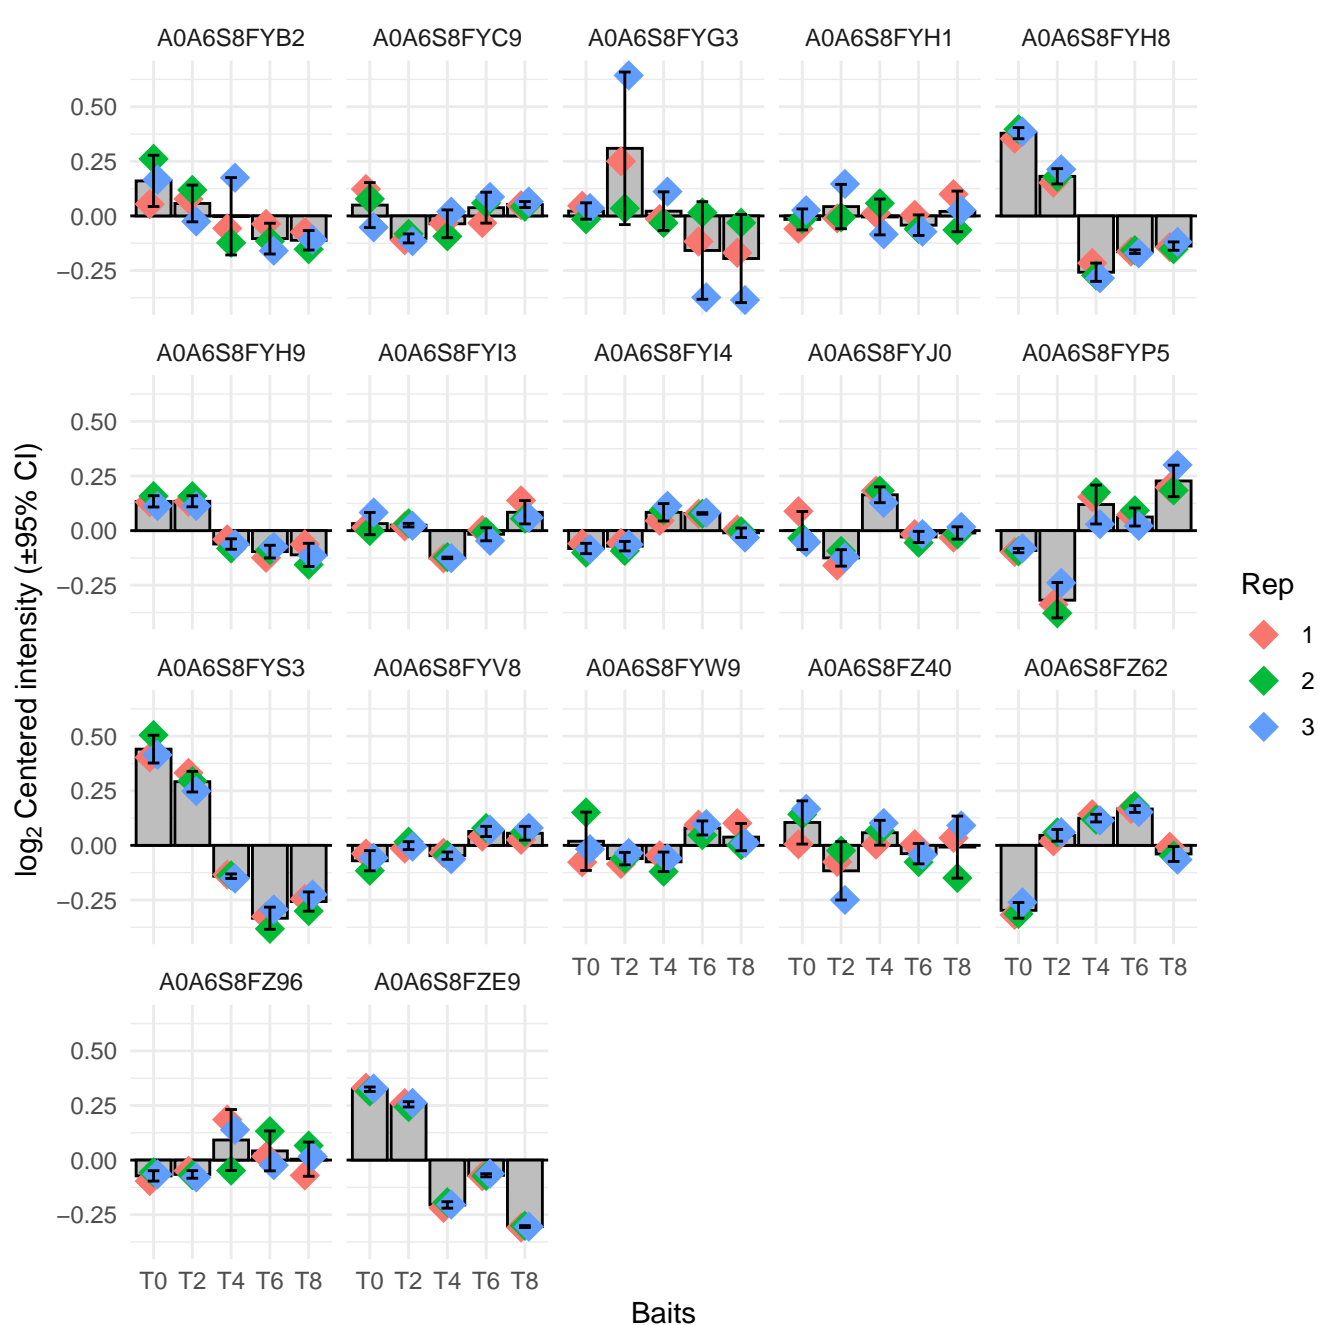 A0A6S8FYB2 A0A6S8FYC9 A0A6S8FYG3 A0A6S8FYH1 A0A6S8FYH8
0.50
0.25
0.00
−0.25
A0A6S8FYH9 A0A6S8FYI3 A0A6S8FYI4 A0A6S8FYJ0 A0A6S8FYP5
0.50
0.25
0.00
−0.25
A0A6S8FYS3 A0A6S8FYV8 A0A6S8FYW9 A0A6S8FZ40 A0A6S8FZ62
0.50
0.25
0.00
−0.25
T0 T2 T4 T6 T8 T0 T2 T4 T6 T8 T0 T2 T4 T6 T8
A0A6S8FZ96 A0A6S8FZE9
0.50
0.25
0.00
−0.25
T0 T2 T4 T6 T8 T0 T2 T4 T6 T8
Baits
log₂ Centered intensity (±95% CI)
Rep
1
2
3